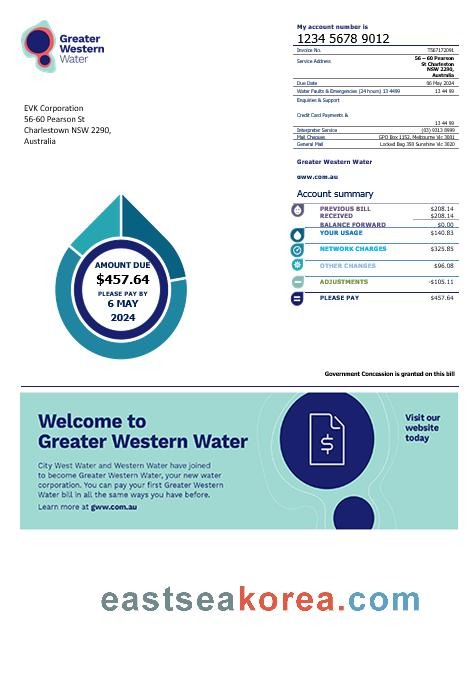 Greater
Western
Water
My account number is
1234 5678 9012
Invoice No. T567172091
Service Address 56 – 60 Pearson
St Charleston
NSW 2290,
Australia
Due Date 06 May 2024
Water Faults & Emergencies (24 hours) 13 4499 13 44 99
Enquiries & Support
Credit Card Payments &
13 44 99
Interpreter Service (03) 9313 8999
Mail Cheques GPO Box 1152, Melbourne Vic 3001
General Mail Locked Bag 350 Sunshine Vic 3020
EVK Corporation
56-60 Pearson St
Charlestown NSW 2290,
Australia
Greater Western Water
gww.com.au
Account summary
PREVIOUS BILL $208.14
RECEIVED $208.14
BALANCE FORWARD $0.00
YOUR USAGE $140.83
NETWORK CHARGES $325.85
OTHER CHANGES $96.08
ADJUSTMENTS -$105.11
PLEASE PAY $457.64
AMOUNT DUE
$457.64
PLEASE PAY BY
6 MAY
2024
Government Concession is granted on this bill
Welcome to
Greater Western Water
City West Water and Western Water have joined
to become Greater Western Water, your new water
corporation. You can pay your first Greater Western
Water bill in all the same ways you have before.
Learn more at gww.com.au
$
Visit our
website
today
eastseakorea.com